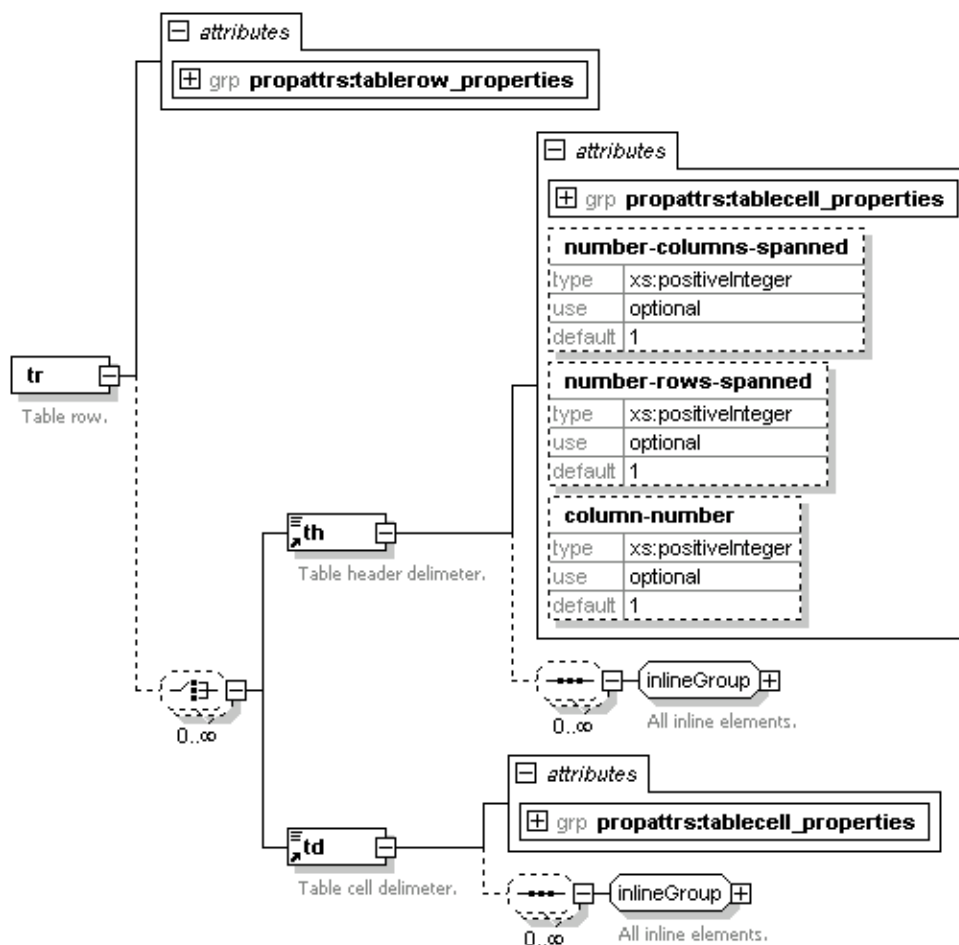 attributes
grp propattrs:tablerow_properties
attributes
grp propattrs:tablecell_properties
number-columns-spanned
type xs:positiveInteger
use optional
default 1
tr
Table row.
number-rows-spanned
type xs:positiveInteger
use optional
default 1
column-number
type xs:positiveInteger
use optional
default 1
th
Table header delimeter.
0..∞
inlineGroup
All inline elements.
0..∞
attributes
grp propattrs:tablecell_properties
td
Table cell delimeter.
inlineGroup
All inline elements.
0..∞